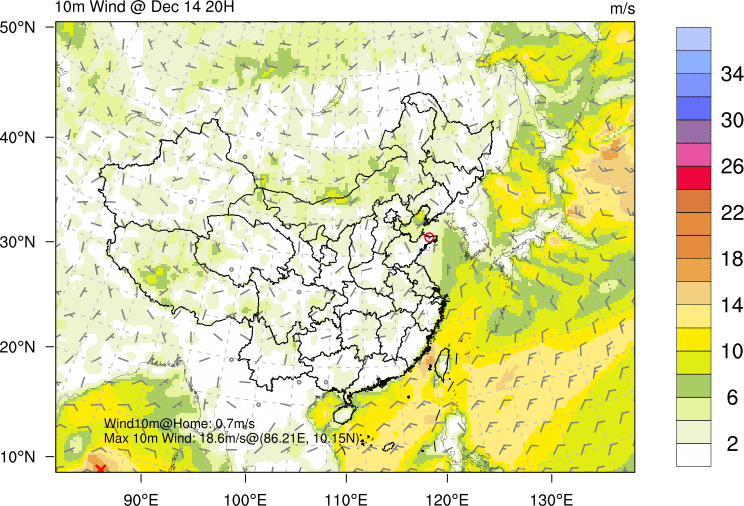 10m Wind @ Dec 14 20H
m/s
50°N
40°N
30°N
20°N
10°N
34
30
26
22
18
14
10
6
2
Wind10m@Home: 0.7m/s
Max 10m Wind: 18.6m/s@(86.21E, 10.15N)
90°E
100°E
110°E
120°E
130°E